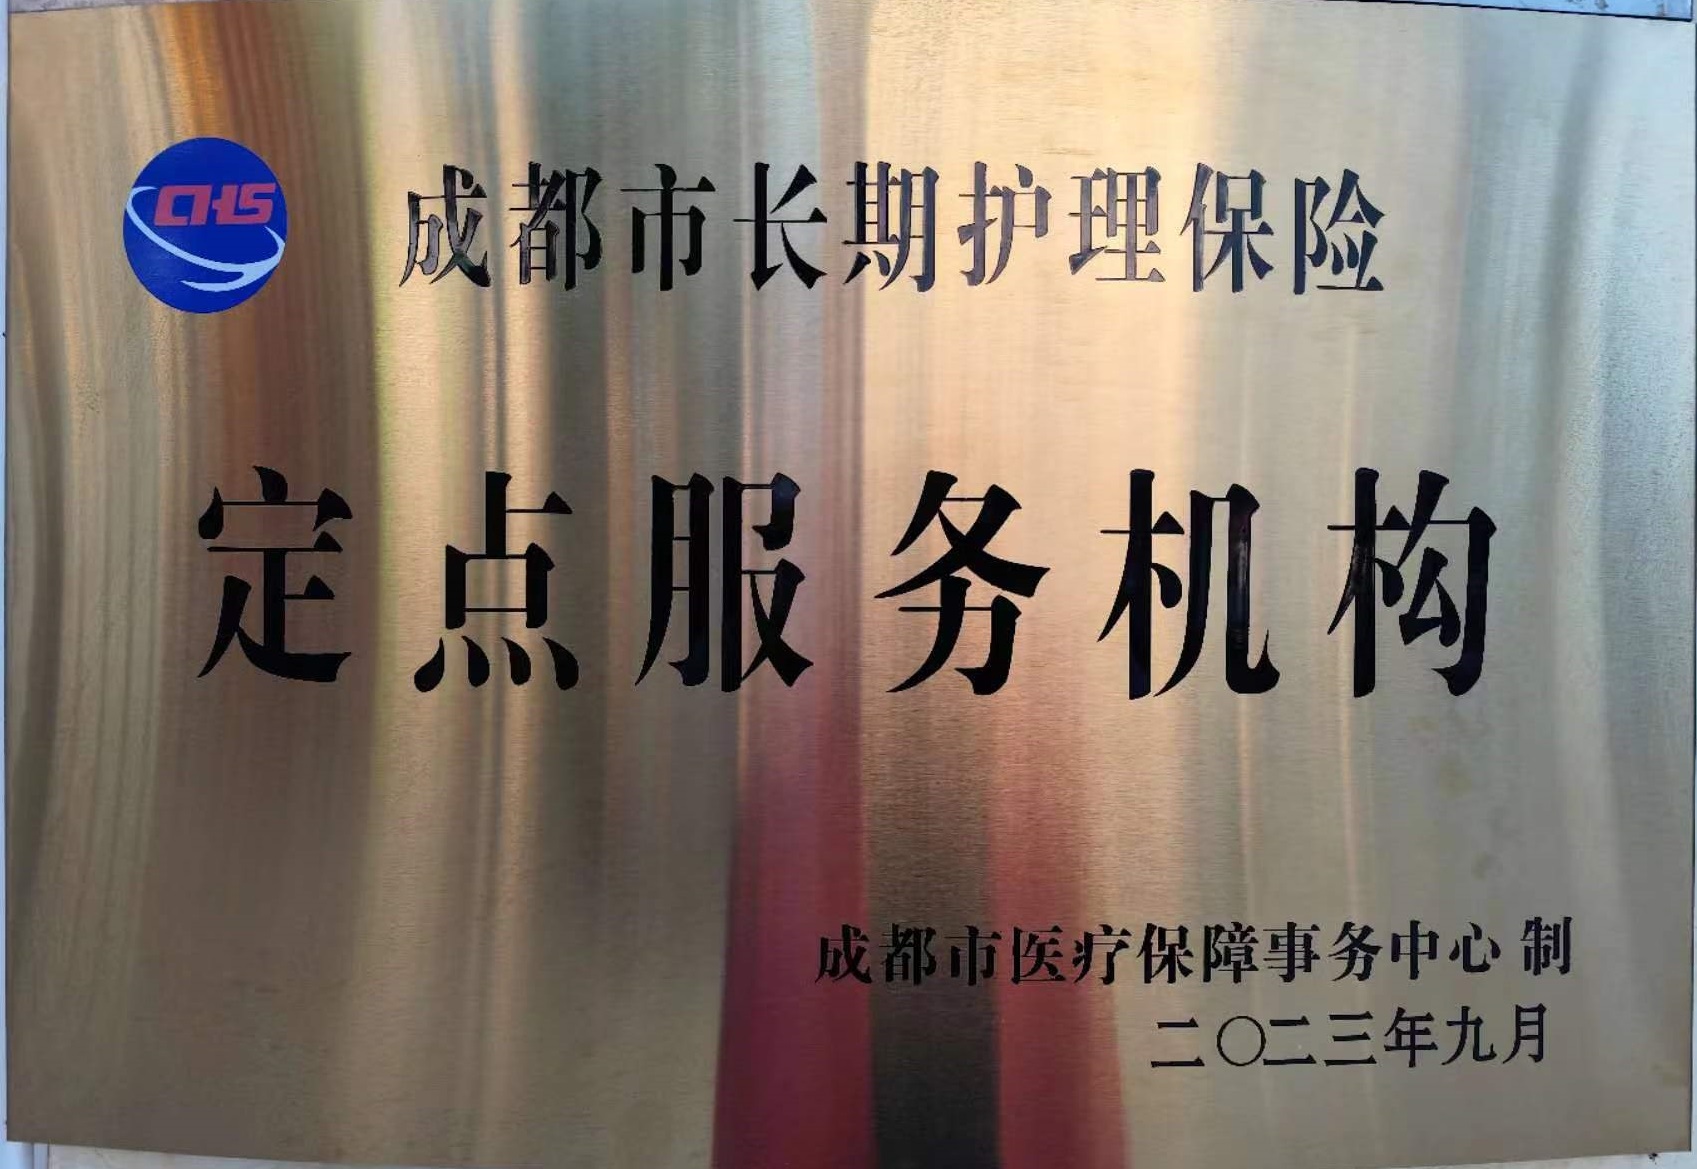 CHS
成都市长期护理保险
定点服务机构
成都市医疗保障事务中心 制
二〇二三年九月